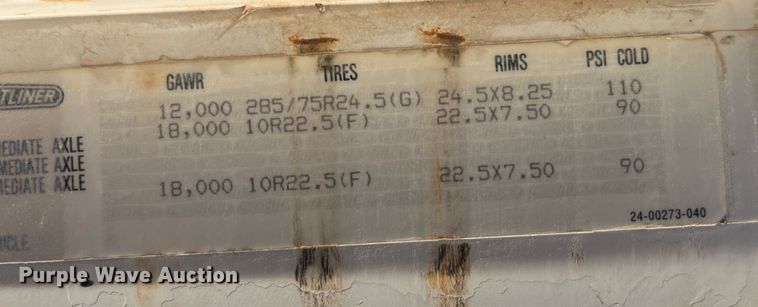 GAWR TIRES RIMS PSI COLD
TLINER
12,000 285/75R24.5(G) 24.5X8.25 110
18,000 10R22.5(F) 22.5X7.50 90
MEDIATE AXLE
MEDIATE AXLE
MEDIATE AXLE
18,000 10R22.5(F) 22.5X7.50 90
24-00273-040
HICLE
Purple Wave Auction